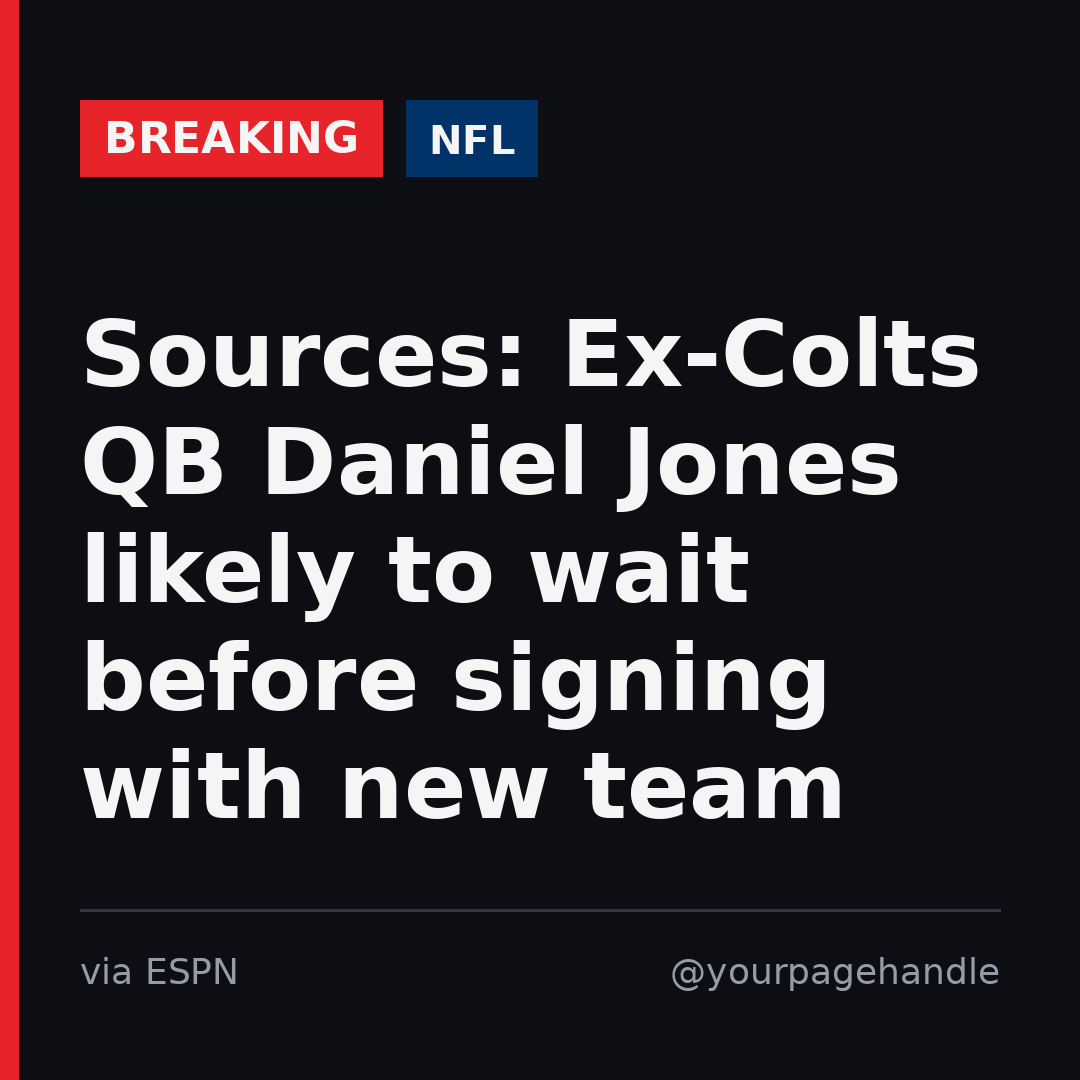 BREAKING NFL
Sources: Ex-Colts
QB Daniel Jones
likely to wait
before signing
with new team
via ESPN @yourpagehandle